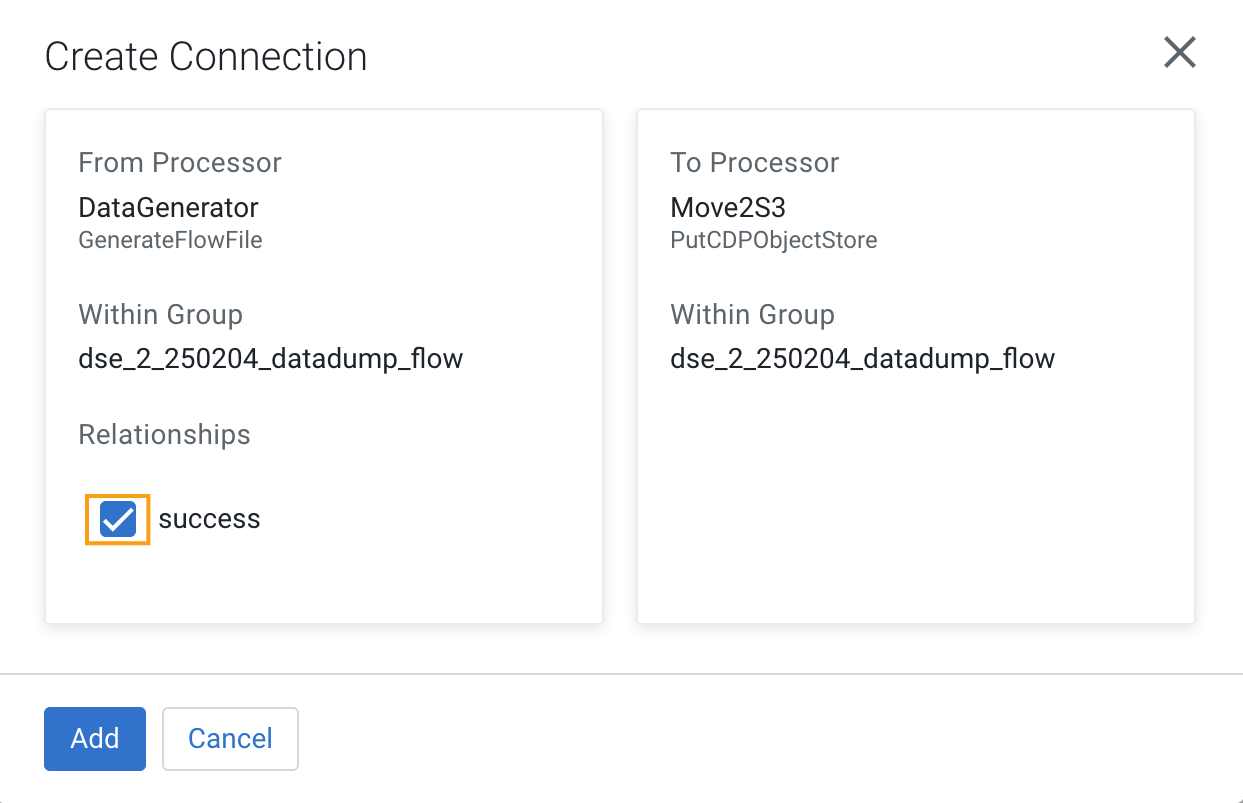 Create Connection
From Processor
DataGenerator
GenerateFlowFile
Within Group
dse_2_250204_datadump_flow
Relationships
success
To Processor
Move2S3
PutCDPObjectStore
Within Group
dse_2_250204_datadump_flow
Add
Cancel